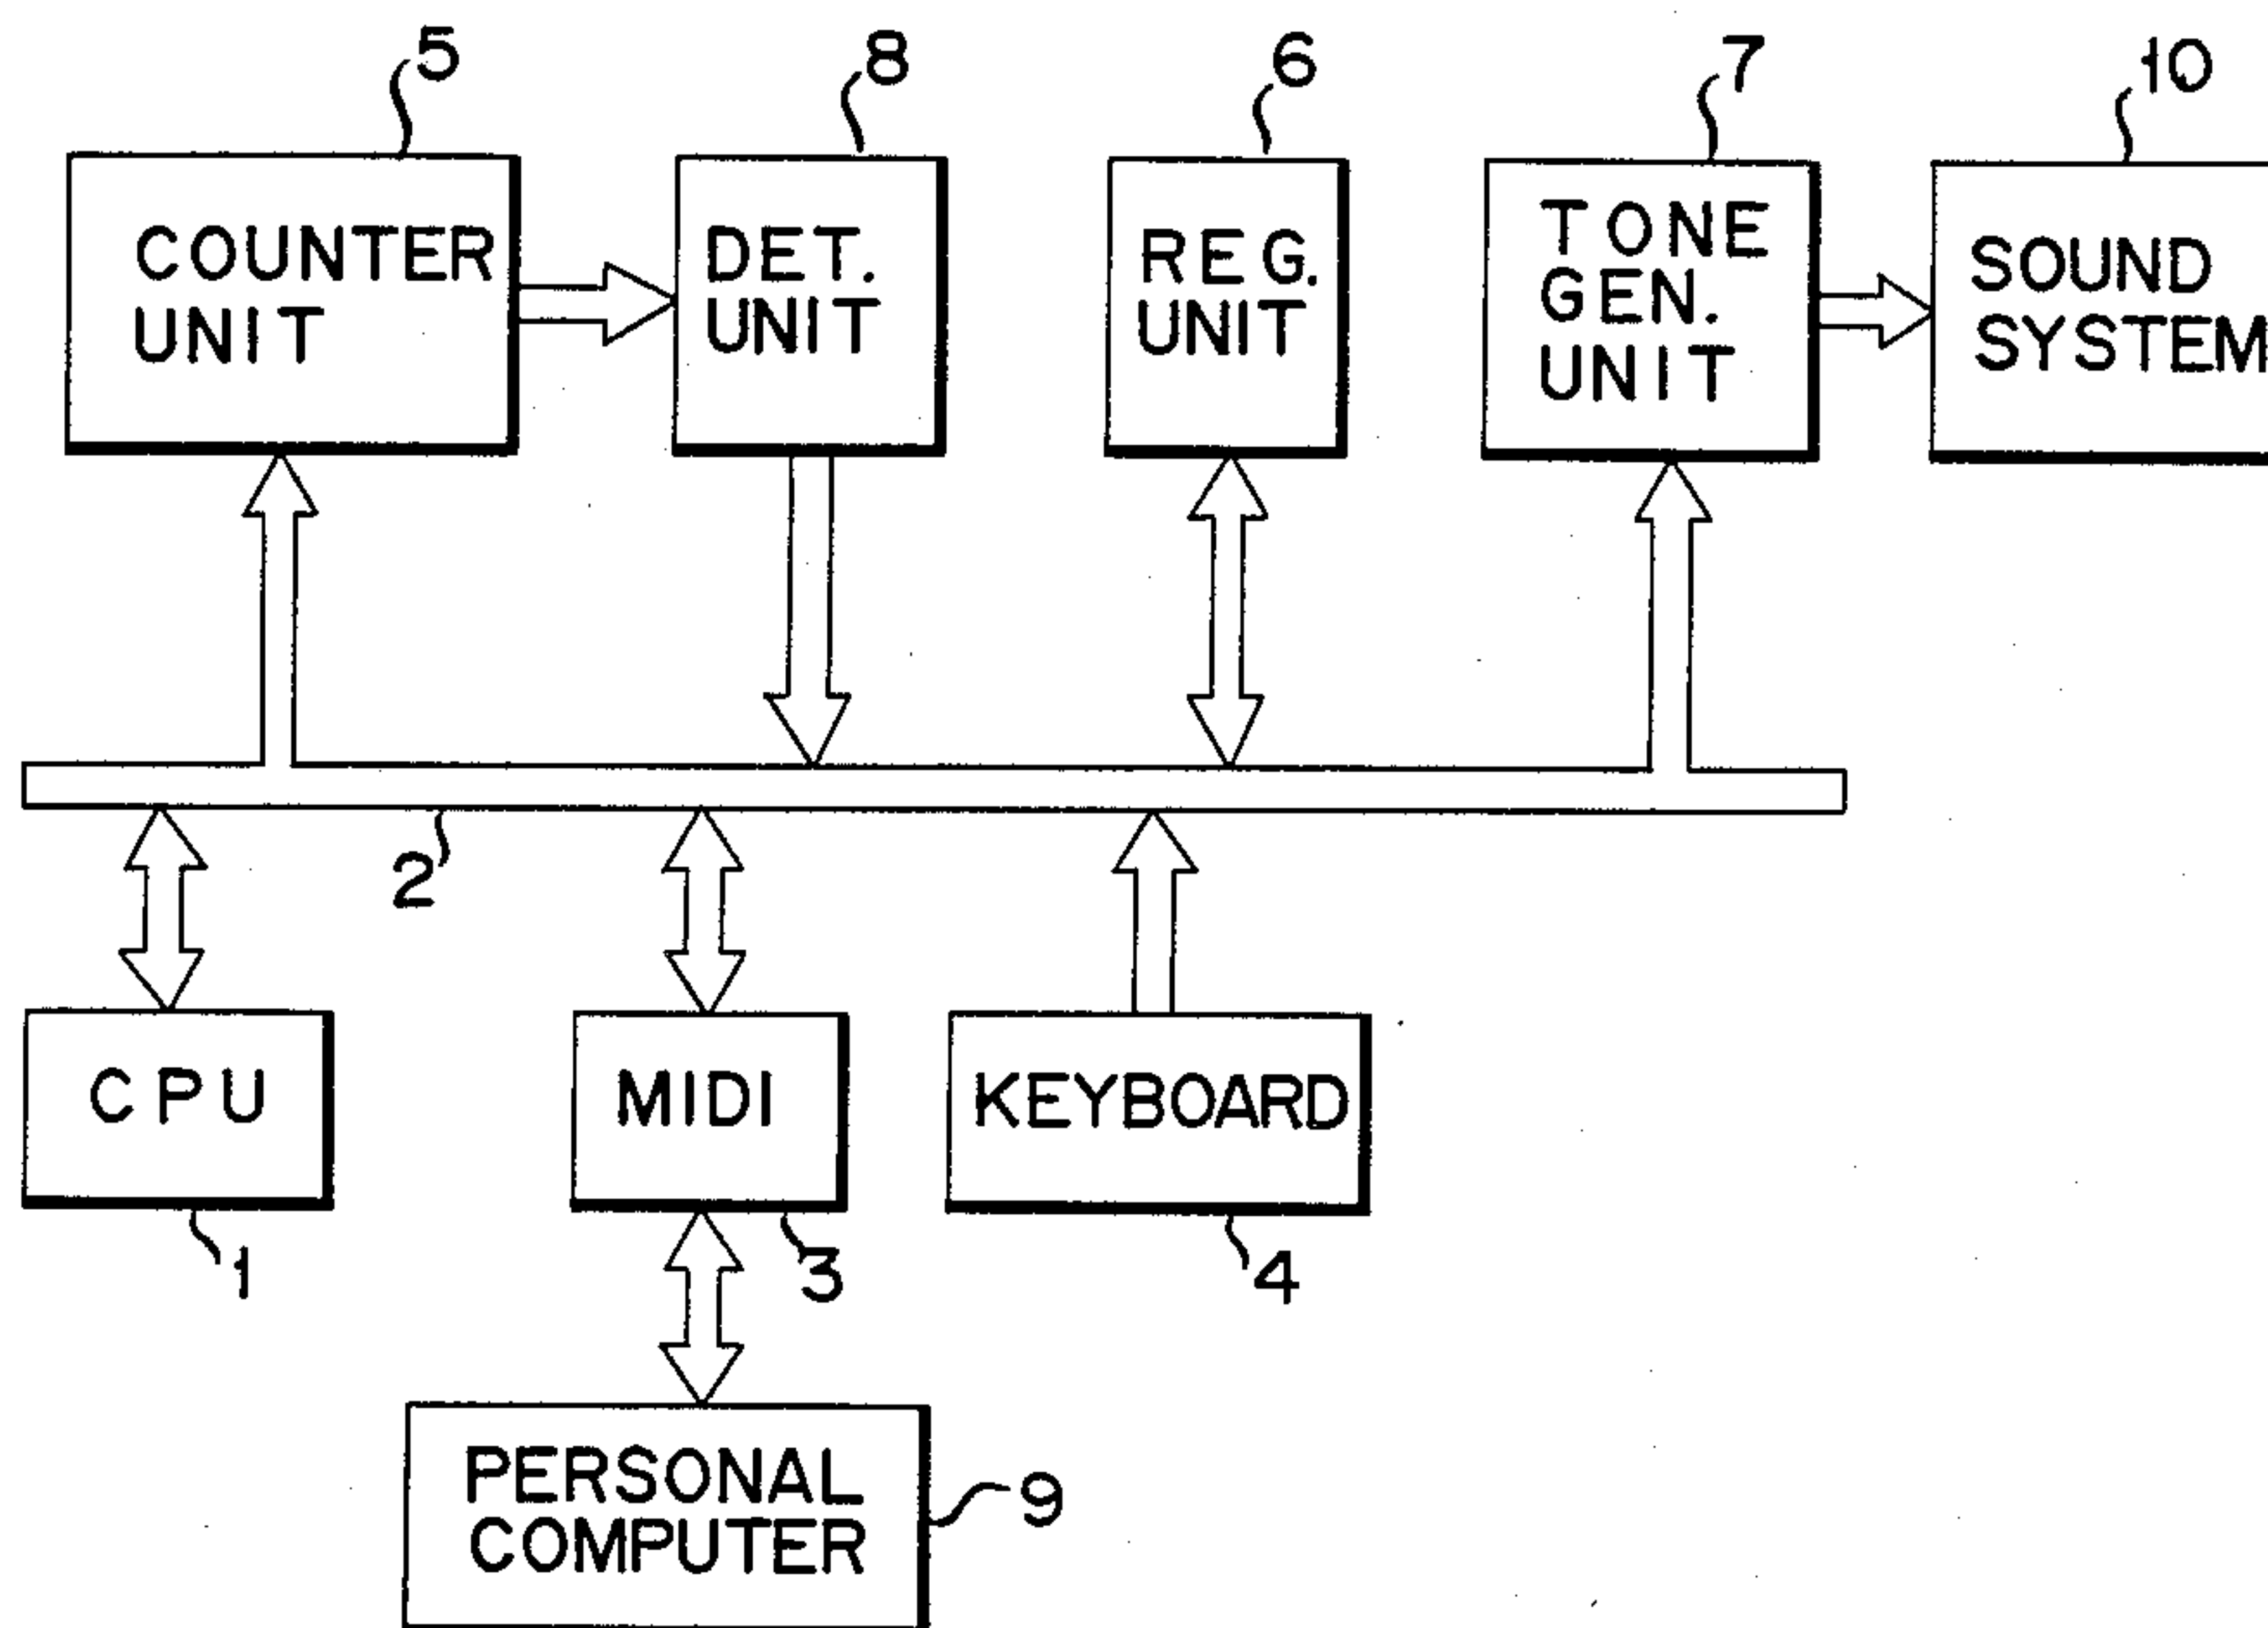 5
8
6
7
10
COUNTER
UNIT
DET.
UNIT
REG.
UNIT
TONE
GEN.
UNIT
SOUND
SYSTEM
2
CPU
MIDI
KEYBOARD
1
3
4
PERSONAL
COMPUTER
9